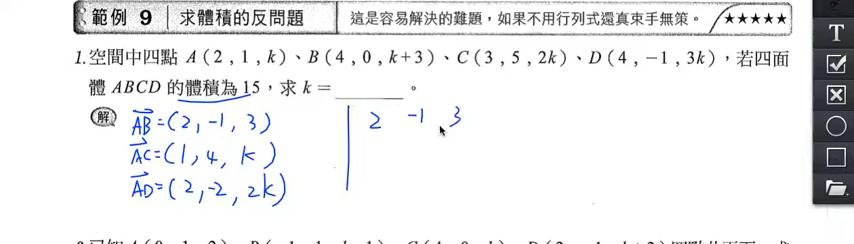 範例 9 求體積的反問題 這是容易解決的難題，如果不用行列式還真束手無策。 ★★★★★
1. 空間中四點 A(2,1,k)、B(4,0,k+3)、C(3,5,2k)、D(4,-1,3k)，若四面
體 ABCD 的體積為 15，求 k = ______。
解 AB=(2,-1,3) | 2 -1 3
AC=(1,4,k)
AD=(2,-2,2k)
T